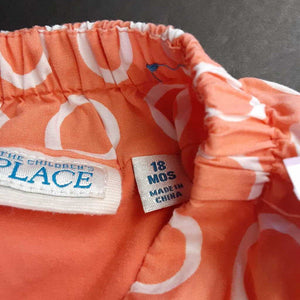 THE CHILDREN'S
PLACE
18
MOS
MADE IN
CHINA